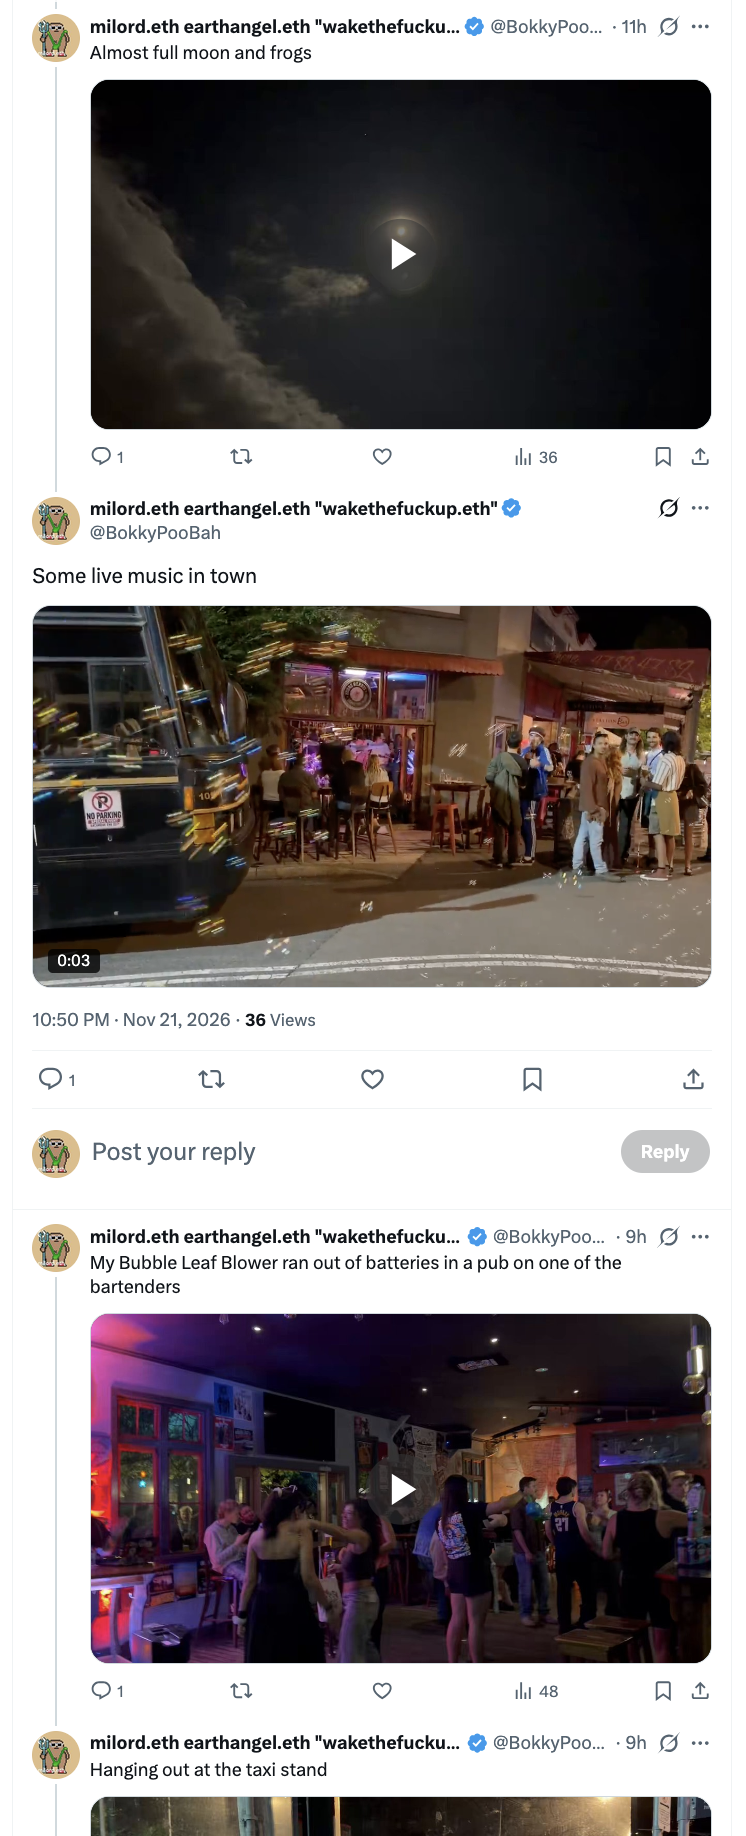 milord.eth earthangel.eth "wakethefucku... @BokkyPoo... · 11h
Almost full moon and frogs
1
36
milord.eth earthangel.eth "wakethefuckup.eth"
@BokkyPooBah
Some live music in town
NO PARKING
0:03
10:50 PM · Nov 21, 2026 · 36 Views
1
Post your reply
Reply
milord.eth earthangel.eth "wakethefucku... @BokkyPoo... · 9h
My Bubble Leaf Blower ran out of batteries in a pub on one of the
bartenders
27
1
48
milord.eth earthangel.eth "wakethefucku... @BokkyPoo... · 9h
Hanging out at the taxi stand